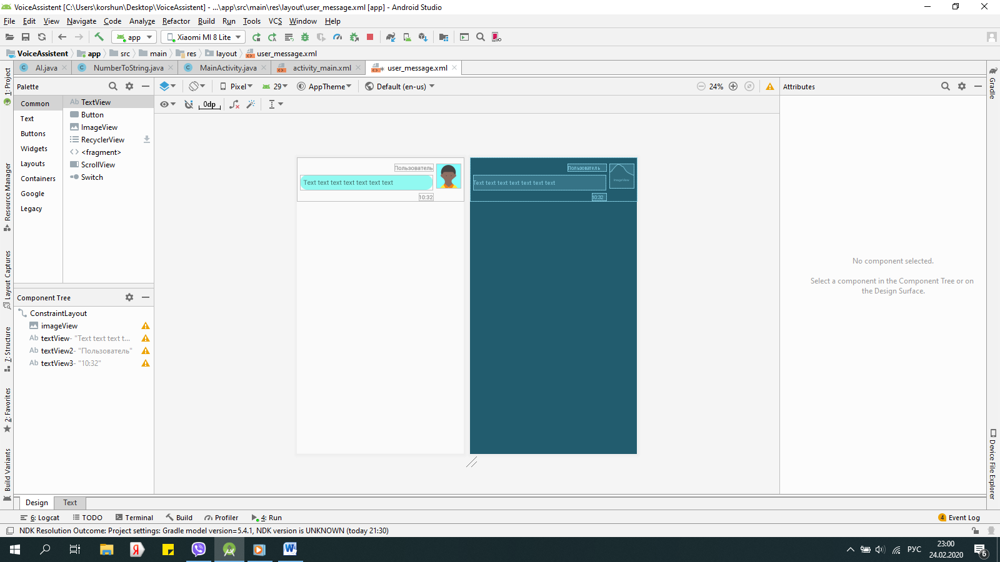 VoiceAssistent [C:\Users\korshun\Desktop\VoiceAssistent] - ...\app\src\main\res\layout\user_message.xml [app] - Android Studio
File Edit View Navigate Code Analyze Refactor Build Run Tools VCS Window Help
app Xiaomi MI 8 Lite
VoiceAssistent app src main res layout user_message.xml
AI.java NumberToString.java MainActivity.java activity_main.xml user_message.xml
1: Project
Resource Manager
Layout Captures
7: Structure
2: Favorites
Build Variants
Palette
Common
Text
Buttons
Widgets
Layouts
Containers
Google
Legacy
Ab TextView
Button
ImageView
RecyclerView
<fragment>
ScrollView
Switch
Pixel 29 AppTheme Default (en-us) 24%
0dp
Пользователь
Text text text text text text text
10:32
Пользователь
ImageView
Text text text text text text text
10:32
Attributes
No component selected.
Select a component in the Component Tree or on
the Design Surface.
Gradle
Device File Explorer
Component Tree
ConstraintLayout
imageView
Ab textView- "Text text text t...
Ab textView2- "Пользователь"
Ab textView3- "10:32"
Design Text
6: Logcat TODO Terminal Build Profiler 4: Run 4 Event Log
NDK Resolution Outcome: Project settings: Gradle model version=5.4.1, NDK version is UNKNOWN (today 21:30)
РУС
23:00
24.02.2020
6